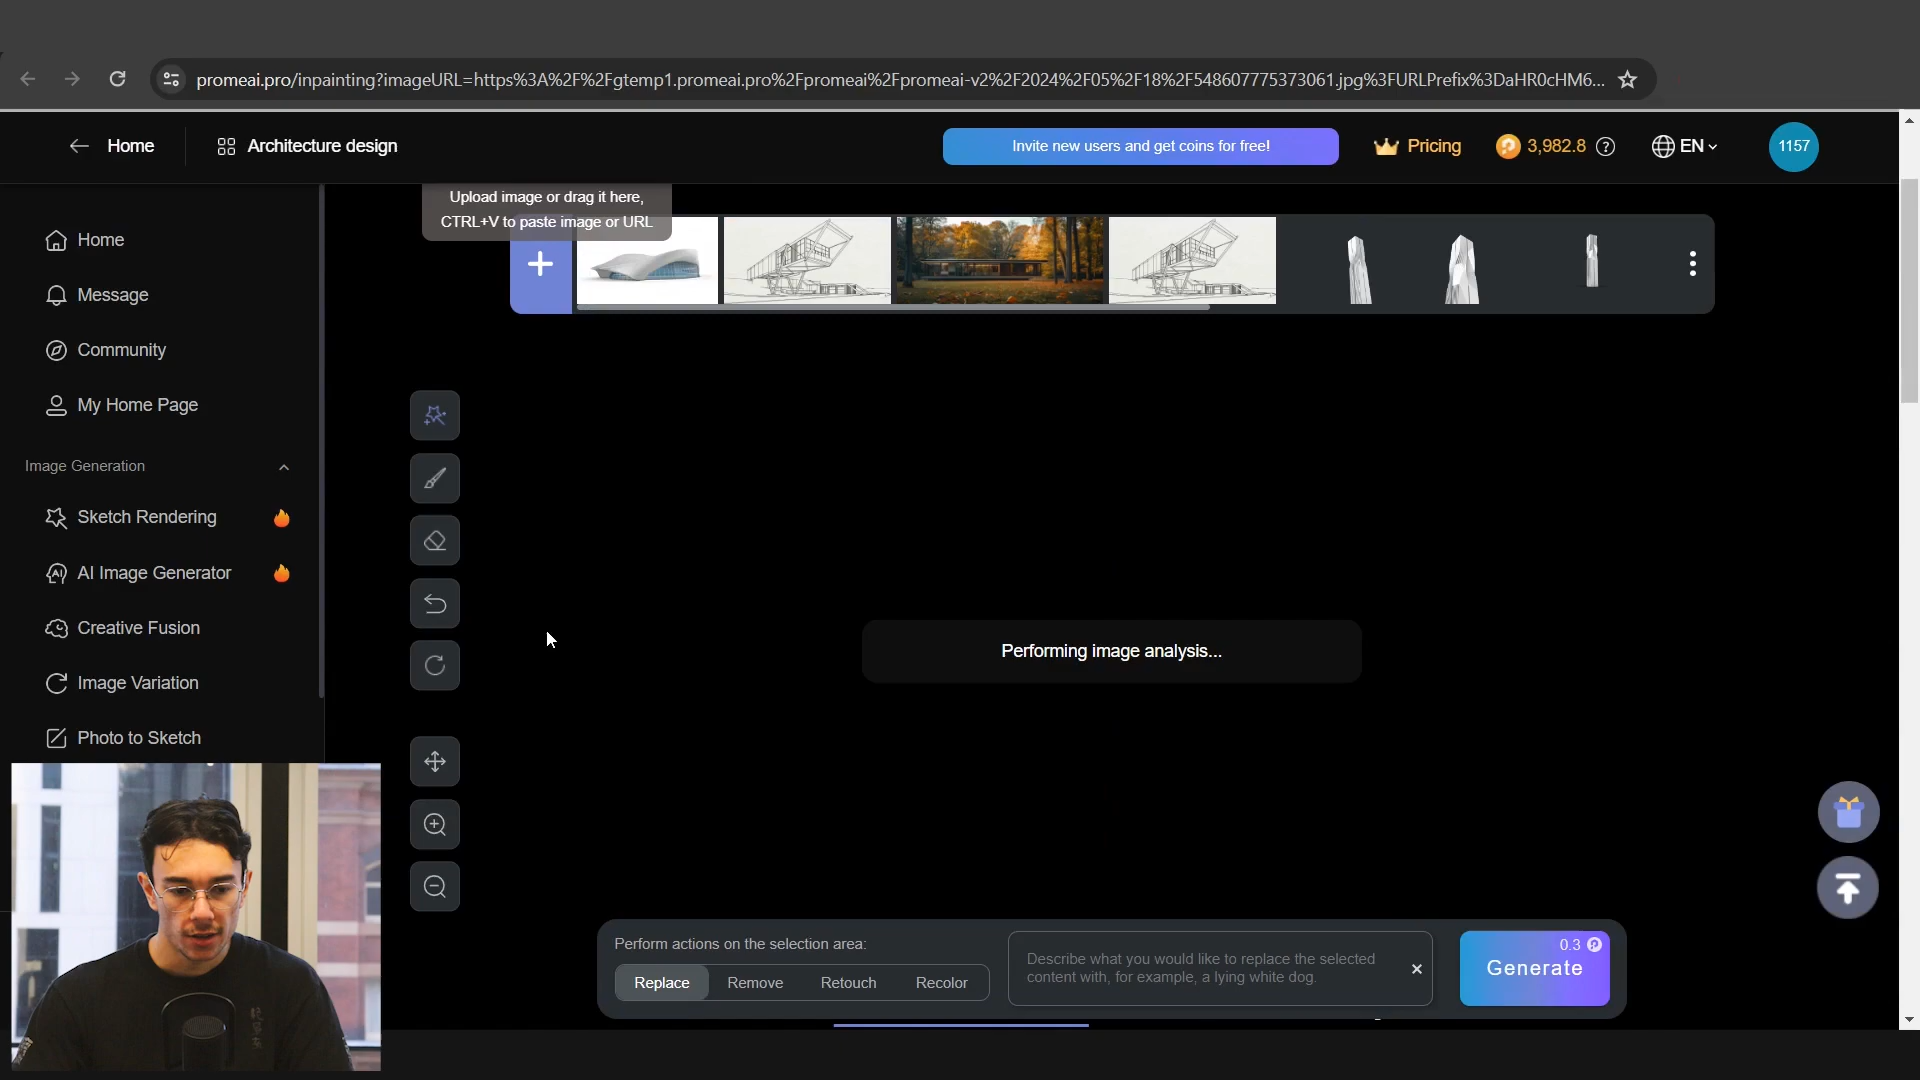 promeai.pro/inpainting?imageURL=https%3A%2F%2Fgtemp1.promeai.pro%2Fpromeai%2Fpromeai-v2%2F2024%2F05%2F18%2F548607775373061.jpg%3FURLPrefix%3DaHR0cHM6...
Home
Architecture design
Invite new users and get coins for free!
Pricing
3,982.8
EN
1157
Upload image or drag it here,
CTRL+V to paste image or URL
Home
Message
Community
My Home Page
Image Generation
Sketch Rendering
AI Image Generator
Creative Fusion
Image Variation
Photo to Sketch
Performing image analysis...
Perform actions on the selection area:
Replace
Remove
Retouch
Recolor
Describe what you would like to replace the selected
content with, for example, a lying white dog.
0.3
Generate